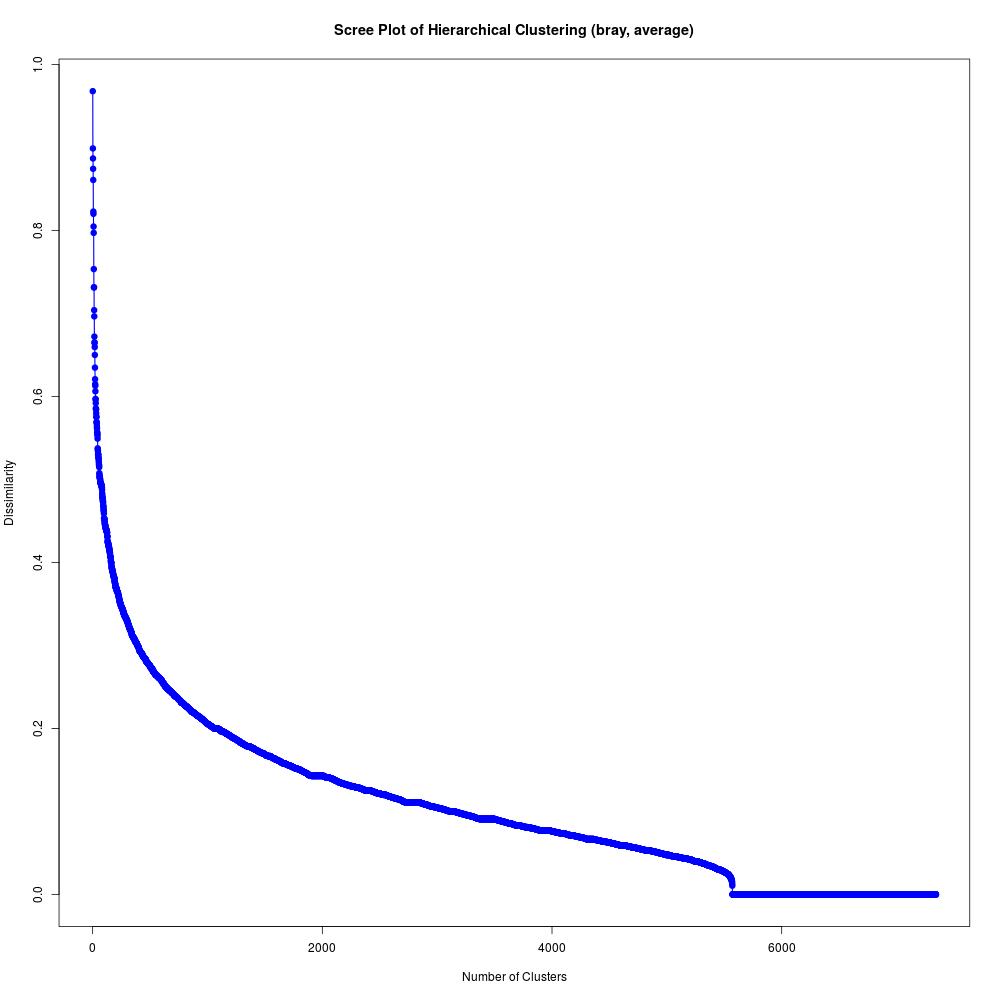 Scree Plot of Hierarchical Clustering (bray, average)
1.0
0.8
0.6
0.4
0.2
0.0
Dissimilarity
0 2000 4000 6000
Number of Clusters